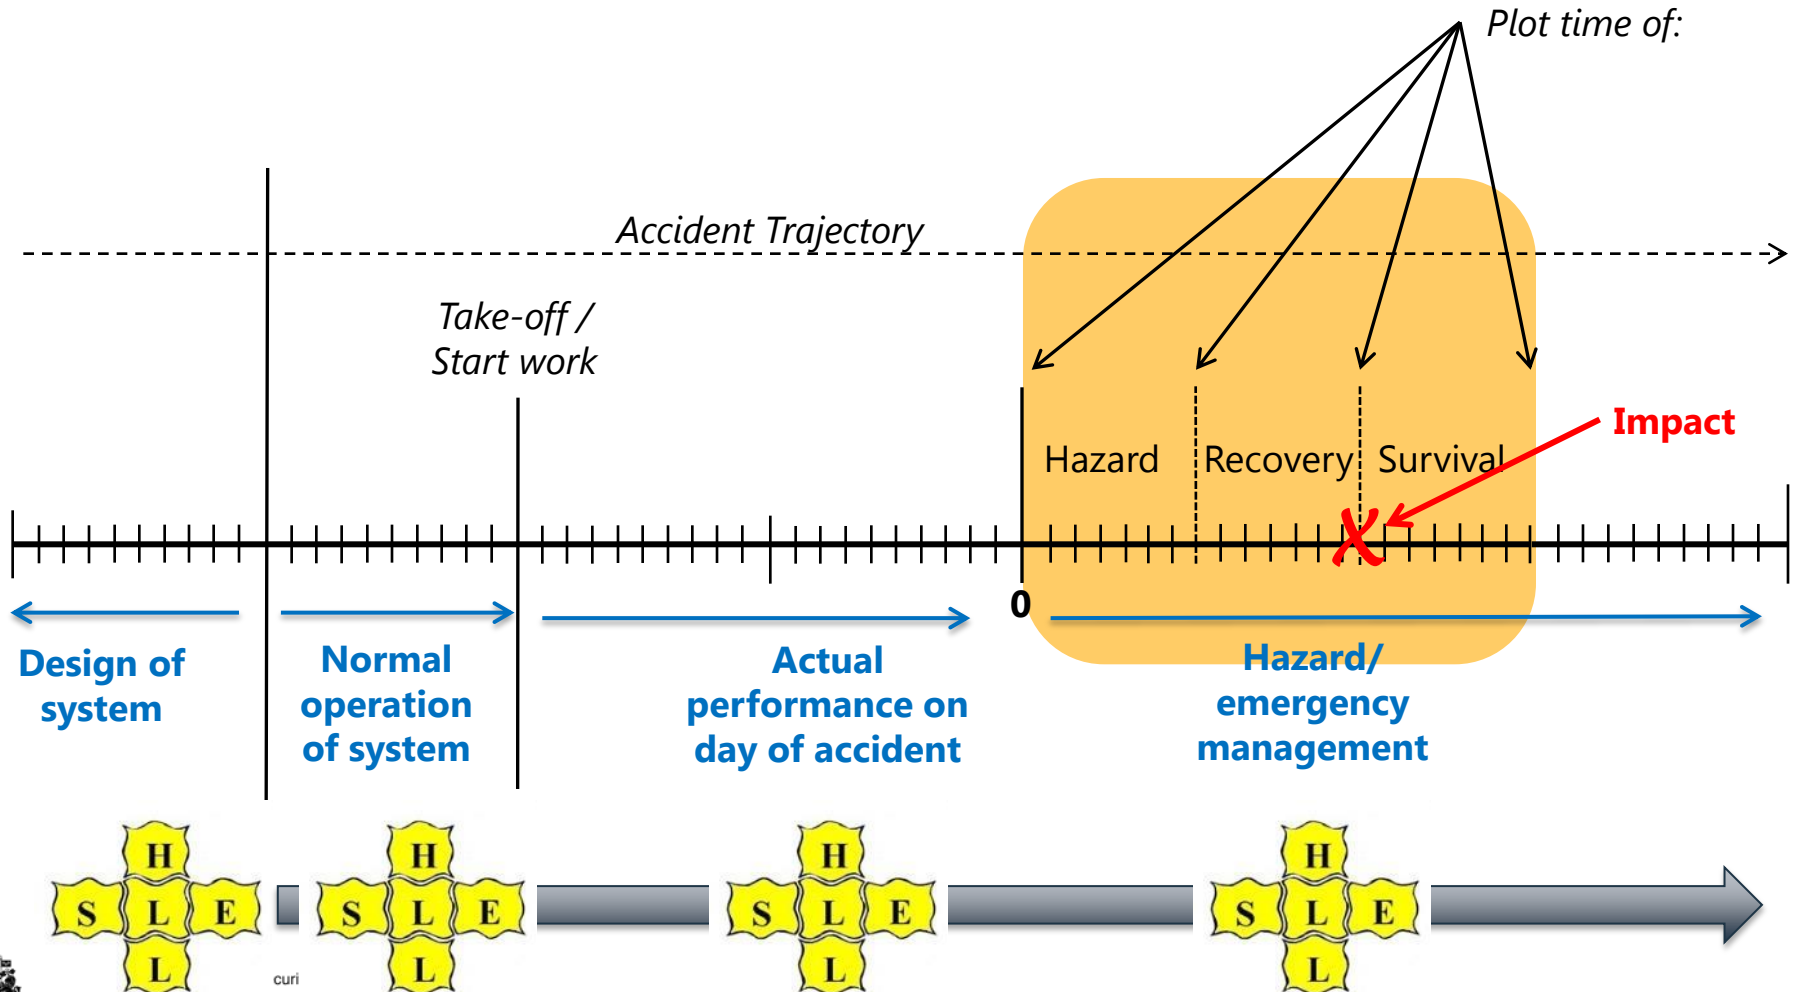 Plot time of:
Accident Trajectory
Take-off /
Start work
Impact
Hazard
Recovery
Survival
0
Design of
system
Normal
operation
of system
Actual
performance on
day of accident
Hazard/
emergency
management
H
S L E
L
H
S L E
L
H
S L E
L
H
S L E
L
curi